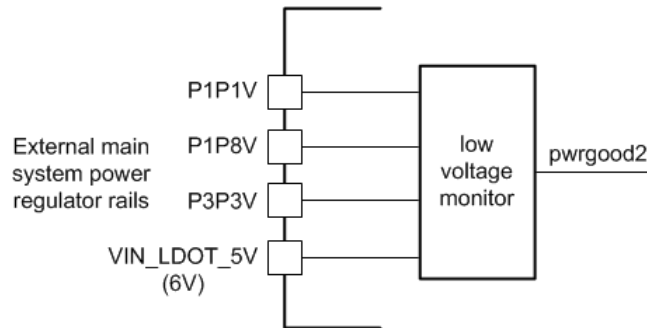 P1P1V
P1P8V
External main
system power
regulator rails
P3P3V
VIN_LDOT_5V
(6V)
low
voltage
monitor
pwrgood2